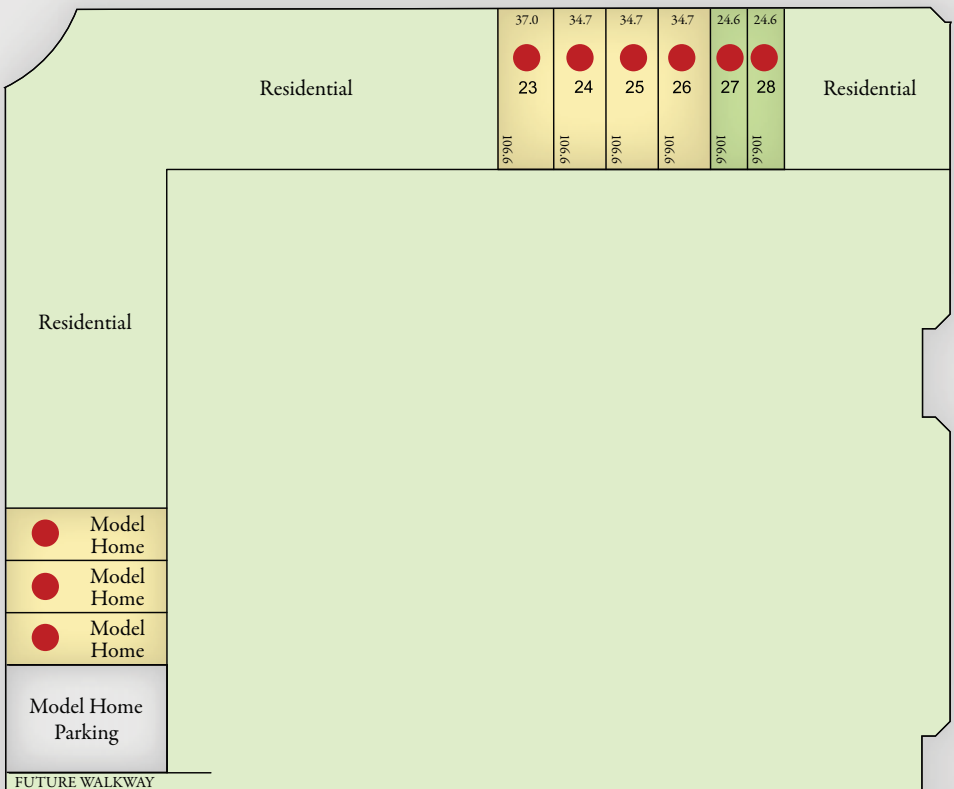 37.0 34.7 34.7 34.7 24.6 24.6
Residential
23 24 25 26 27 28
Residential
106.6 106.6 106.6 106.6 106.6 106.6
Residential
Model
Home
Model
Home
Model
Home
Model Home
Parking
FUTURE WALKWAY